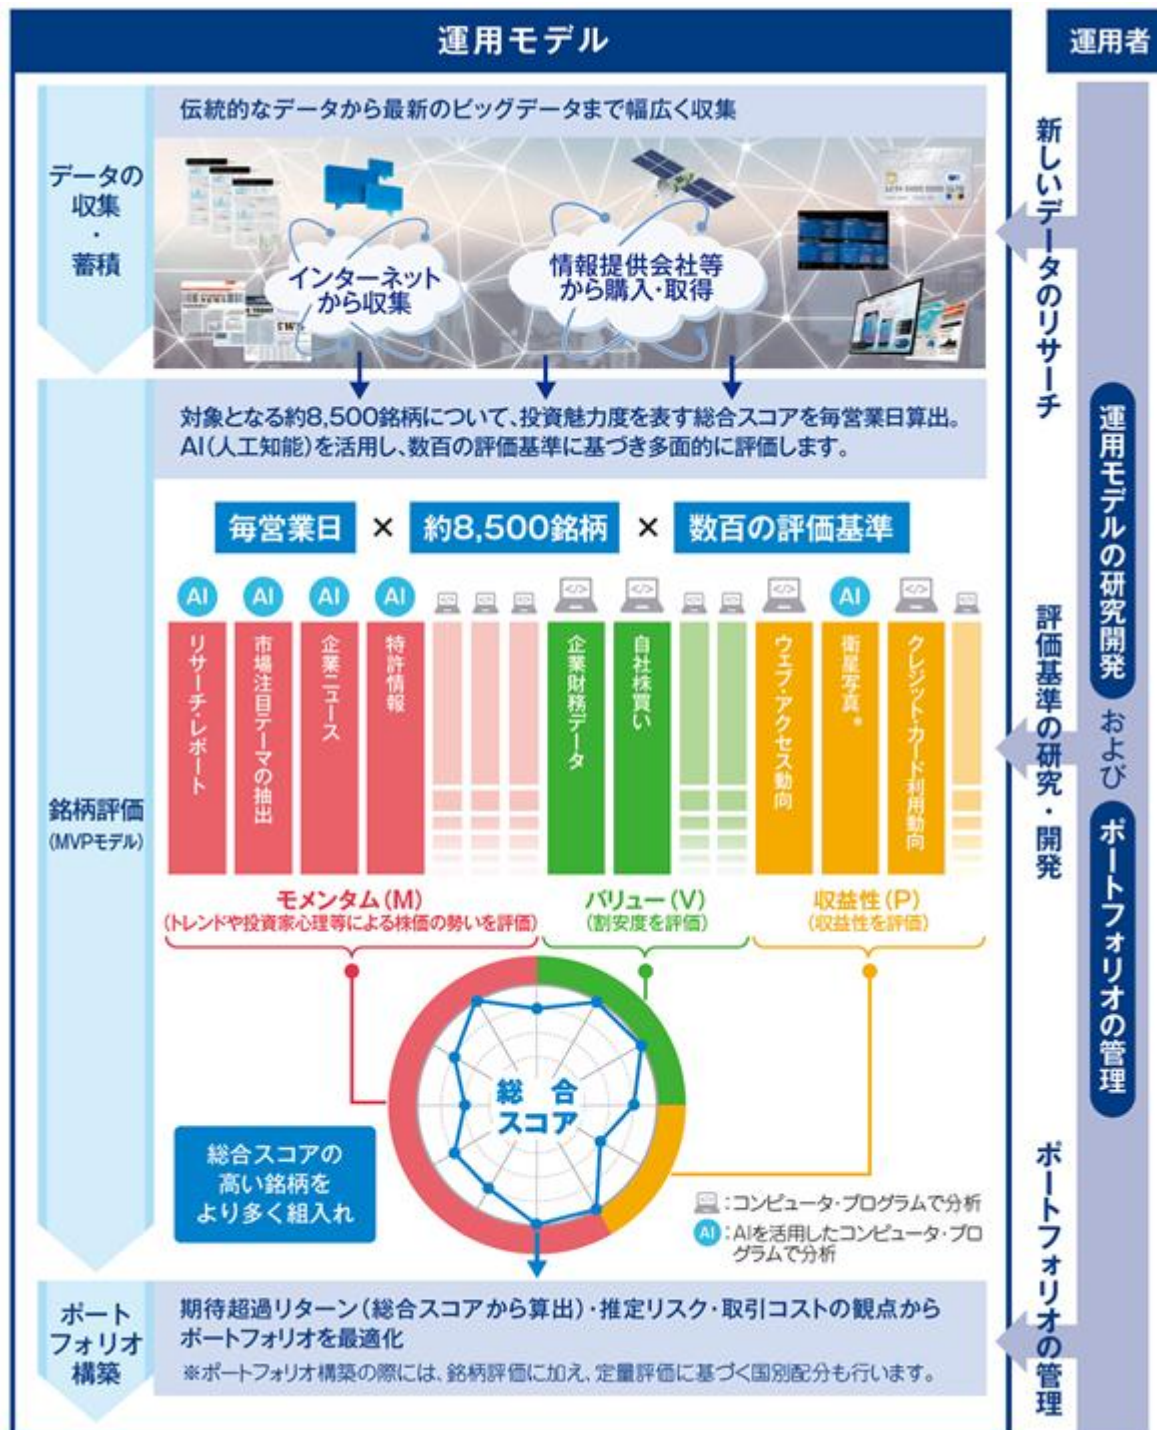 運用モデル
運用者
データの
収集
・
蓄積
伝統的なデータから最新のビッグデータまで幅広く収集
インターネット
から収集
情報提供会社等
から購入・取得
新しいデータのリサーチ
銘柄評価
(MVPモデル)
対象となる約8,500銘柄について、投資魅力度を表す総合スコアを毎営業日算出。
AI(人工知能)を活用し、数百の評価基準に基づき多面的に評価します。
毎営業日 × 約8,500銘柄 × 数百の評価基準
AI
AI
AI
AI
AI
リサーチ・レポート
市場注目テーマの抽出
企業ニュース
特許情報
企業財務データ
自社株買い
ウェブ・アクセス動向
衛星写真※
クレジット・カード利用動向
モメンタム(M)
(トレンドや投資家心理等による株価の勢いを評価)
バリュー(V)
(割安度を評価)
収益性(P)
(収益性を評価)
評価基準の研究・開発
総合
スコア
総合スコアの
高い銘柄を
より多く組入れ
:コンピュータ・プログラムで分析
AI:AIを活用したコンピュータ・プロ
グラムで分析
ポート
フォリオ
構築
期待超過リターン(総合スコアから算出)・推定リスク・取引コストの観点から
ポートフォリオを最適化
※ポートフォリオ構築の際には、銘柄評価に加え、定量評価に基づく国別配分も行います。
ポートフォリオの管理
運用モデルの研究開発
および
ポートフォリオの管理